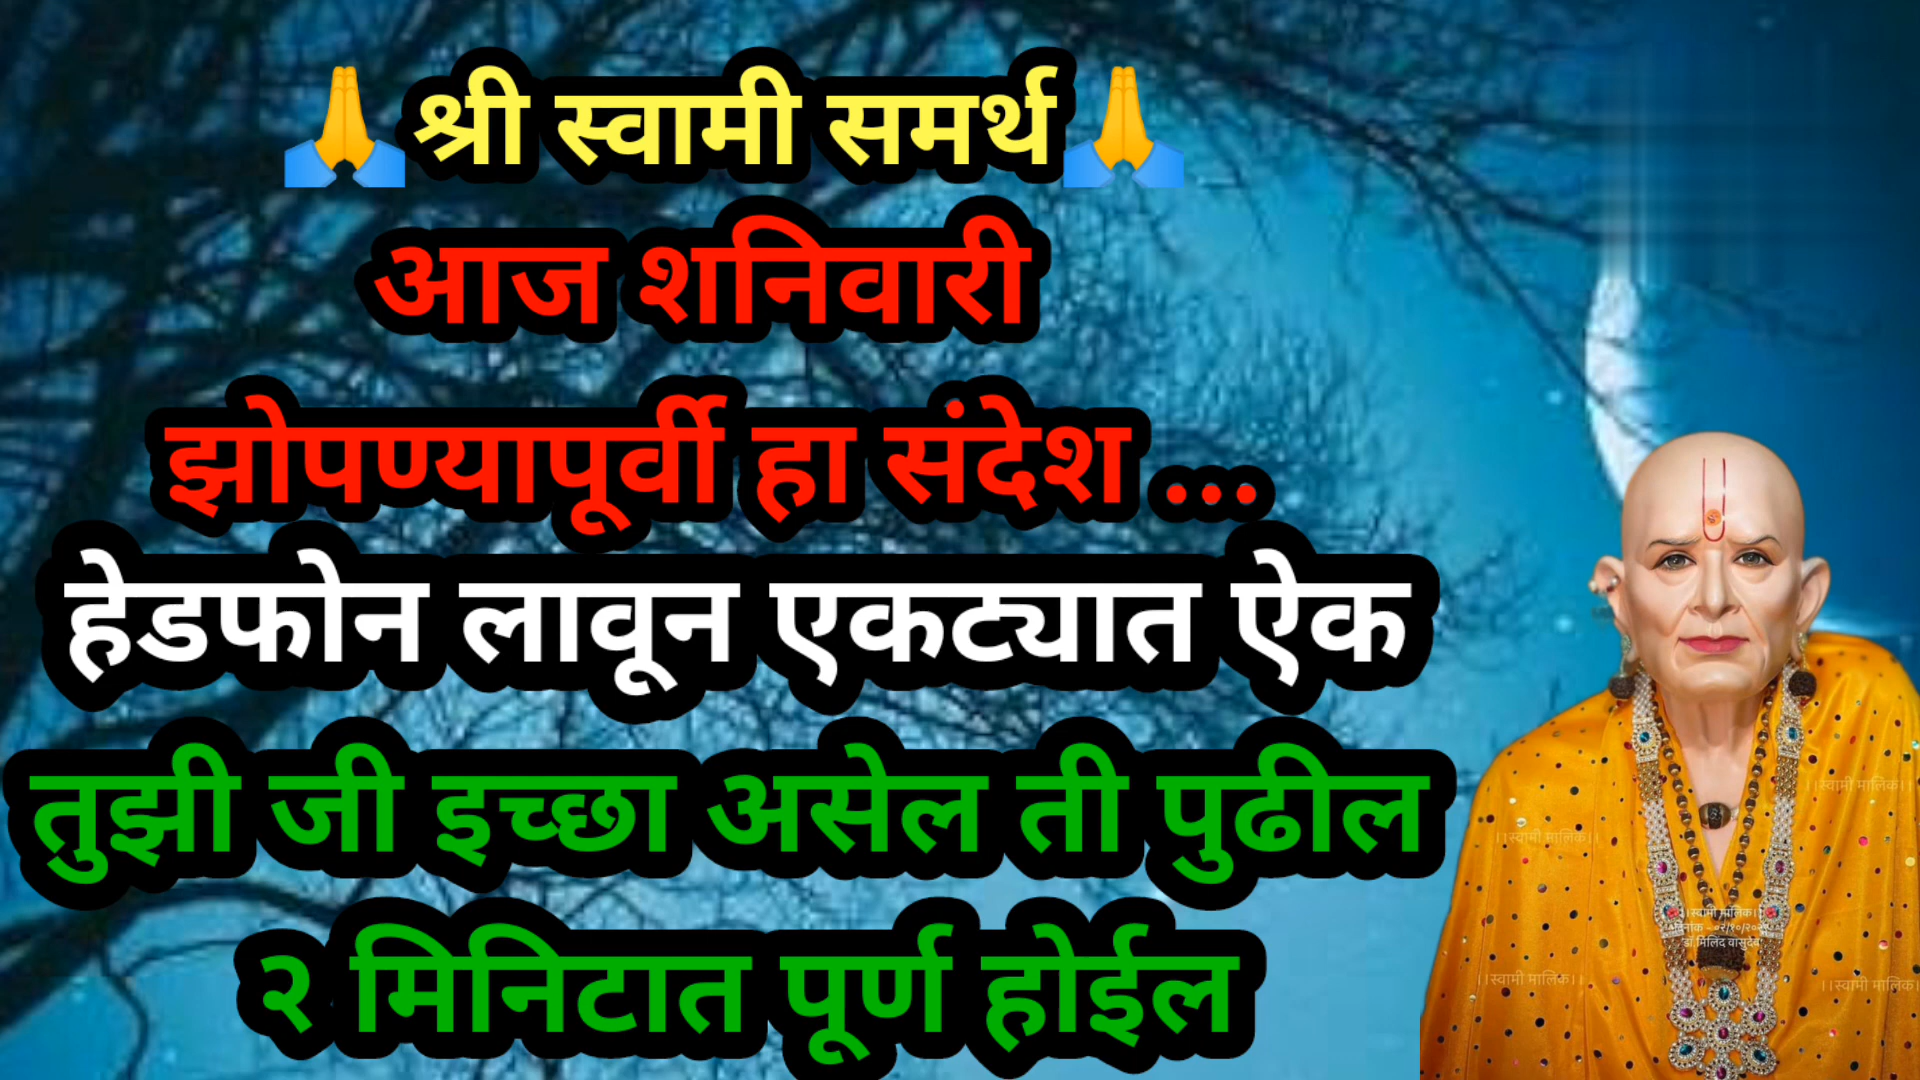 🙏श्री स्वामी समर्थ🙏
आज शनिवारी
झोपण्यापूर्वी हा संदेश ...
हेडफोन लावून एकट्यात ऐक
तुझी जी इच्छा असेल ती पुढील
२ मिनिटात पूर्ण होईल
।।स्वामी मालिक।।
।।स्वामी मालिक।।
।।स्वामी मालिक।।
डॉ.मिलिंद वासुदेव
।।स्वामी मालिक।।
।।स्वामी मालिक